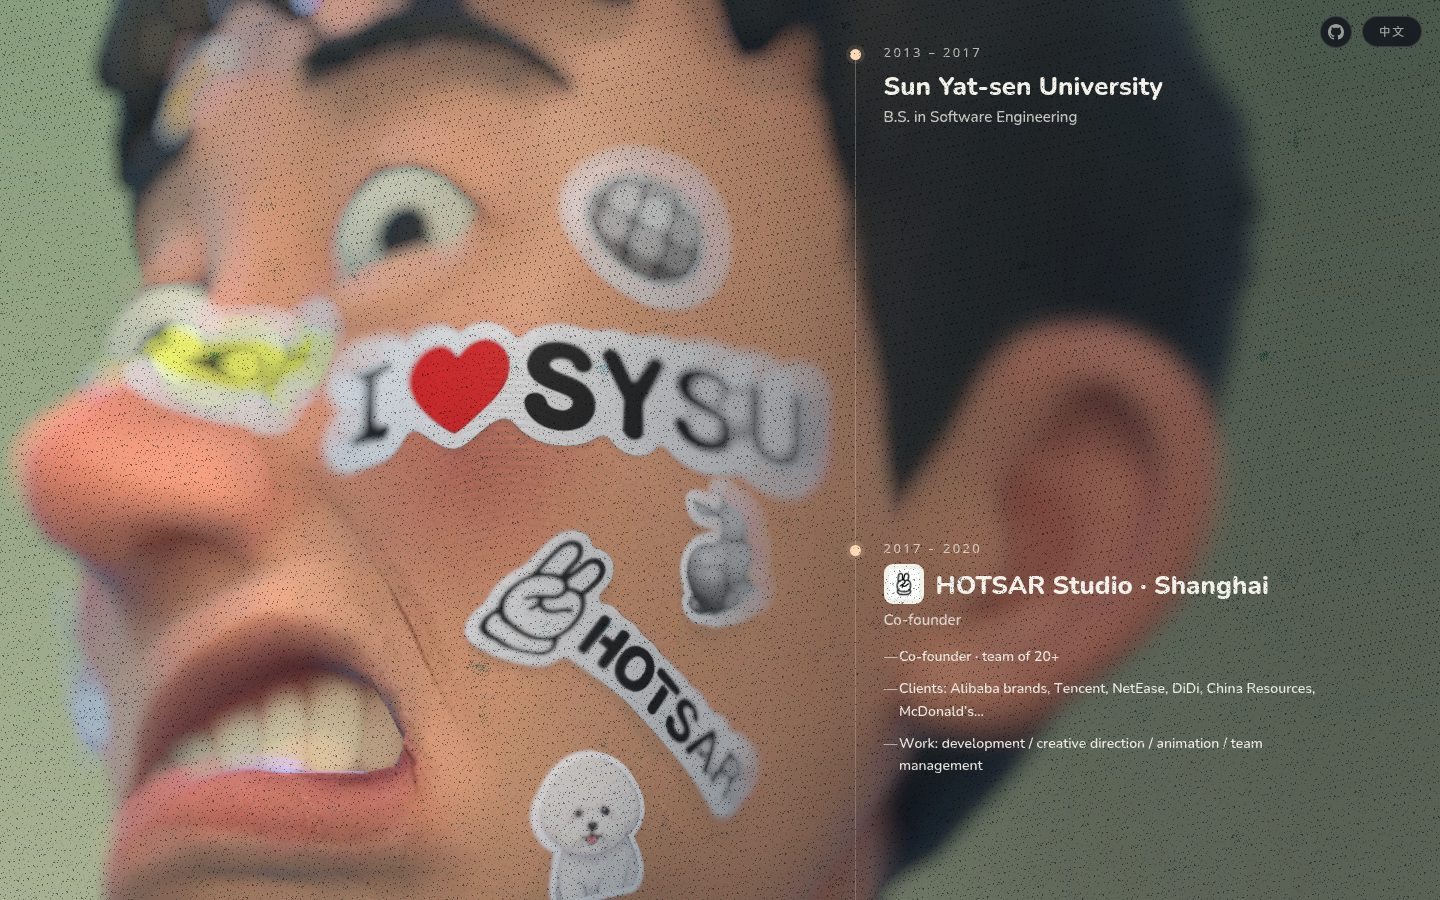 中文
2013 – 2017
Sun Yat-sen University
B.S. in Software Engineering
I ❤ SYSU
HOTSAR
2017 – 2020
HOTSAR Studio · Shanghai
Co-founder
—Co-founder · team of 20+
—Clients: Alibaba brands, Tencent, NetEase, DiDi, China Resources,
McDonald's...
—Work: development / creative direction / animation / team
management